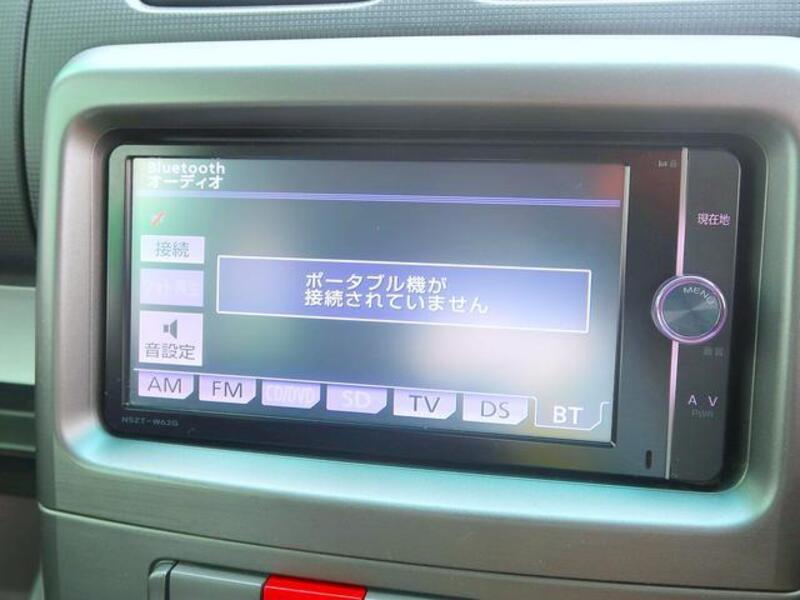 Bluetooth
オーディオ
現在地
接続
ポータブル機が
接続されていません
MENU
音設定
AM
FM
CD/DVD
SD
TV
DS
BT
A V
PWR
NSZT-W62G